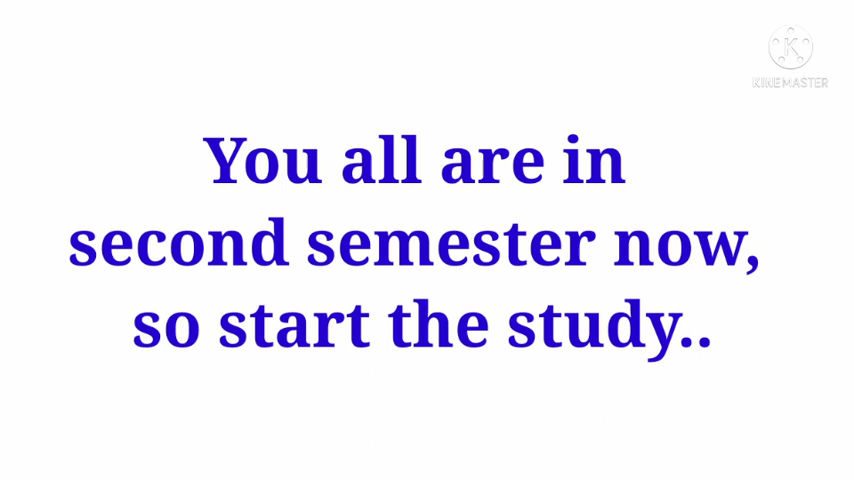 KINEMASTER
You all are in
second semester now,
so start the study..